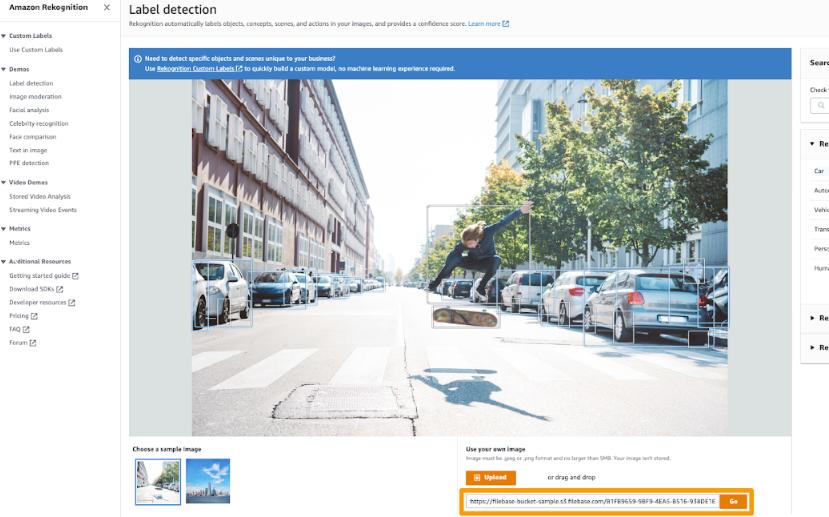 Amazon Rekognition
Custom Labels
Use Custom Labels
Demos
Label detection
Image moderation
Facial analysis
Celebrity recognition
Face comparison
Text in image
PPE detection
Video Demos
Stored Video Analysis
Streaming Video Events
Metrics
Metrics
Additional Resources
Getting started guide
Download SDKs
Developer resources
Pricing
FAQ
Forum
Label detection
Rekognition automatically labels objects, concepts, scenes, and actions in your images, and provides a confidence score. Learn more
Need to detect specific objects and scenes unique to your business?
Use Rekognition Custom Labels to quickly build a custom model, no machine learning experience required.
Choose a sample image
Use your own image
Image must be .jpeg or .png format and no larger than 5MB. Your image isn't stored.
Upload
or drag and drop
https://filebase-bucket-sample.s3.filebase.com/B1FB9659-9BF9-4EA5-B516-938DE1E
Go
Sear
Check
Re
Car
Auto
Vehic
Trans
Pers
Huma
Re
Re